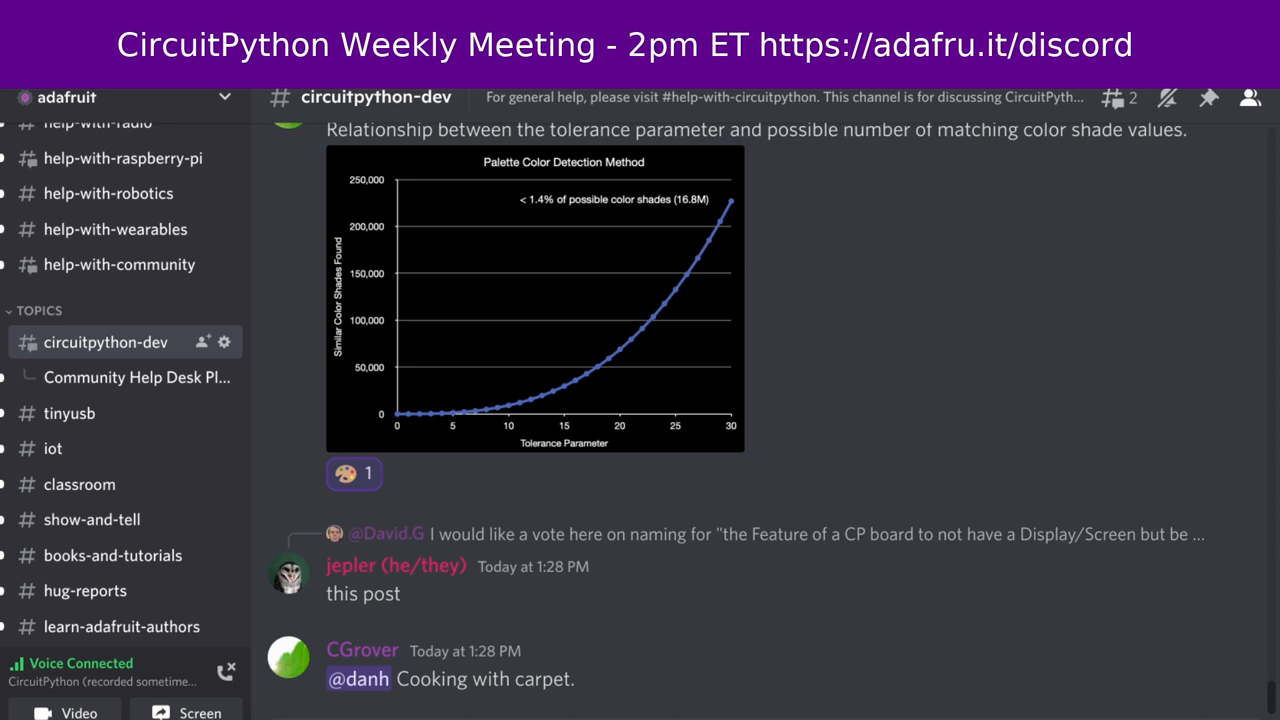 CircuitPython Weekly Meeting - 2pm ET https://adafru.it/discord
adafruit
# circuitpython-dev
For general help, please visit #help-with-circuitpython. This channel is for discussing CircuitPyth...
2
help-with-radio
help-with-raspberry-pi
help-with-robotics
help-with-wearables
help-with-community
TOPICS
circuitpython-dev
Community Help Desk Pl...
tinyusb
iot
classroom
show-and-tell
books-and-tutorials
hug-reports
learn-adafruit-authors
Voice Connected
CircuitPython (recorded sometime...
Video
Screen
Relationship between the tolerance parameter and possible number of matching color shade values.
Palette Color Detection Method
< 1.4% of possible color shades (16.8M)
Similar Color Shades Found
250,000
200,000
150,000
100,000
50,000
0
0 5 10 15 20 25 30
Tolerance Parameter
1
@David.G I would like a vote here on naming for "the Feature of a CP board to not have a Display/Screen but be ...
jepler (he/they) Today at 1:28 PM
this post
CGrover Today at 1:28 PM
@danh Cooking with carpet.